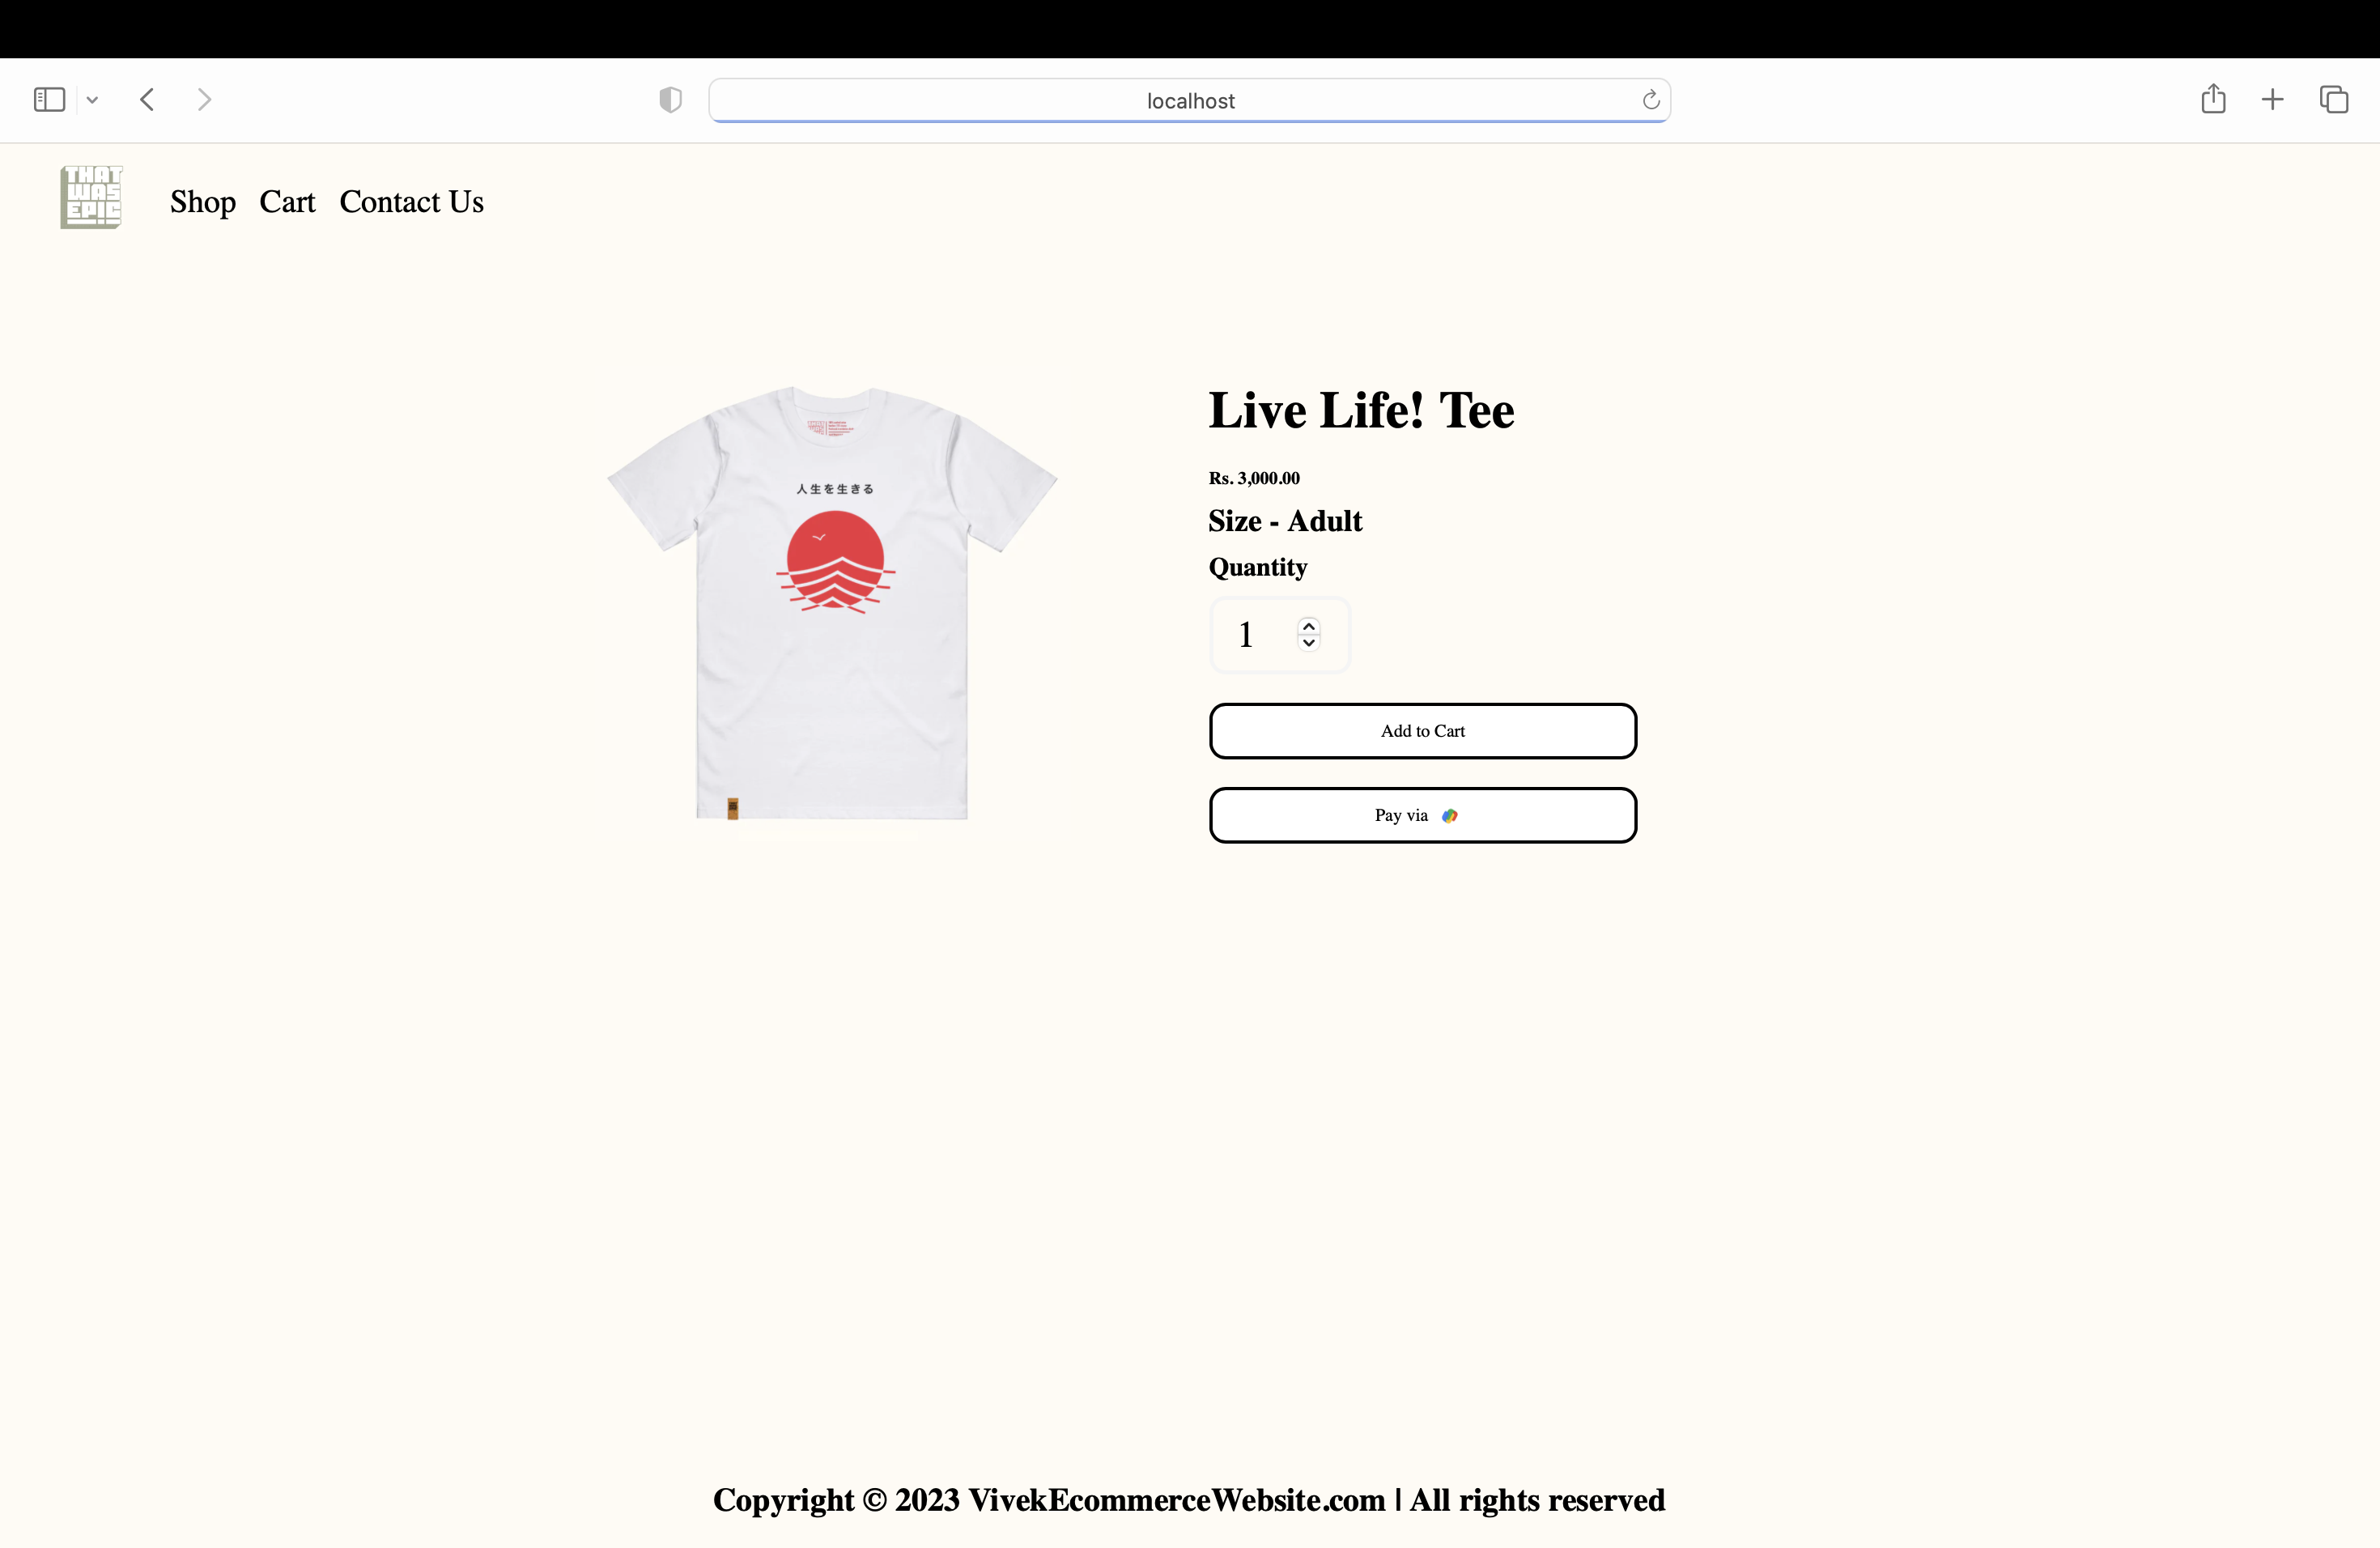 localhost
THAT
WAS
EPIC
Shop Cart Contact Us
Live Life! Tee
人生を生きる
Rs. 3,000.00
Size - Adult
Quantity
1
Add to Cart
Pay via
Copyright © 2023 VivekEcommerceWebsite.com | All rights reserved